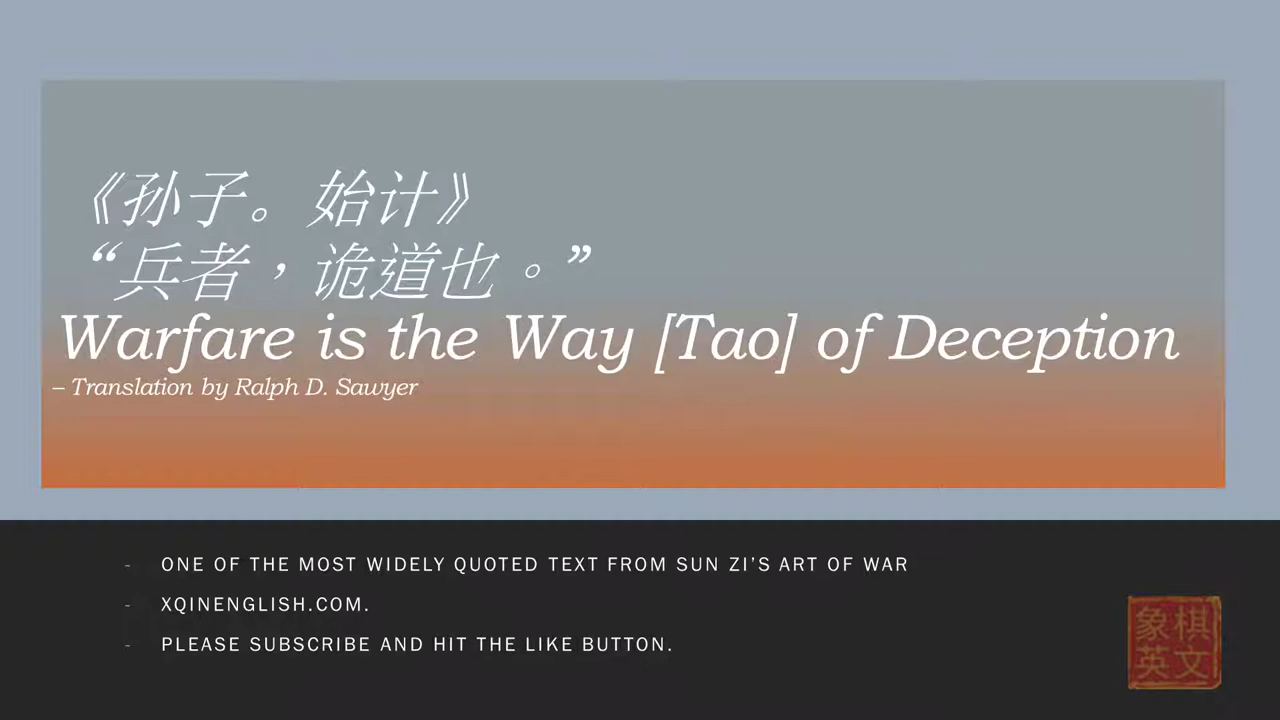 《孙子。始计》
“兵者，诡道也。”
Warfare is the Way [Tao] of Deception
– Translation by Ralph D. Sawyer
- ONE OF THE MOST WIDELY QUOTED TEXT FROM SUN ZI’S ART OF WAR
- XQINENGLISH.COM.
- PLEASE SUBSCRIBE AND HIT THE LIKE BUTTON.
象棋
英文